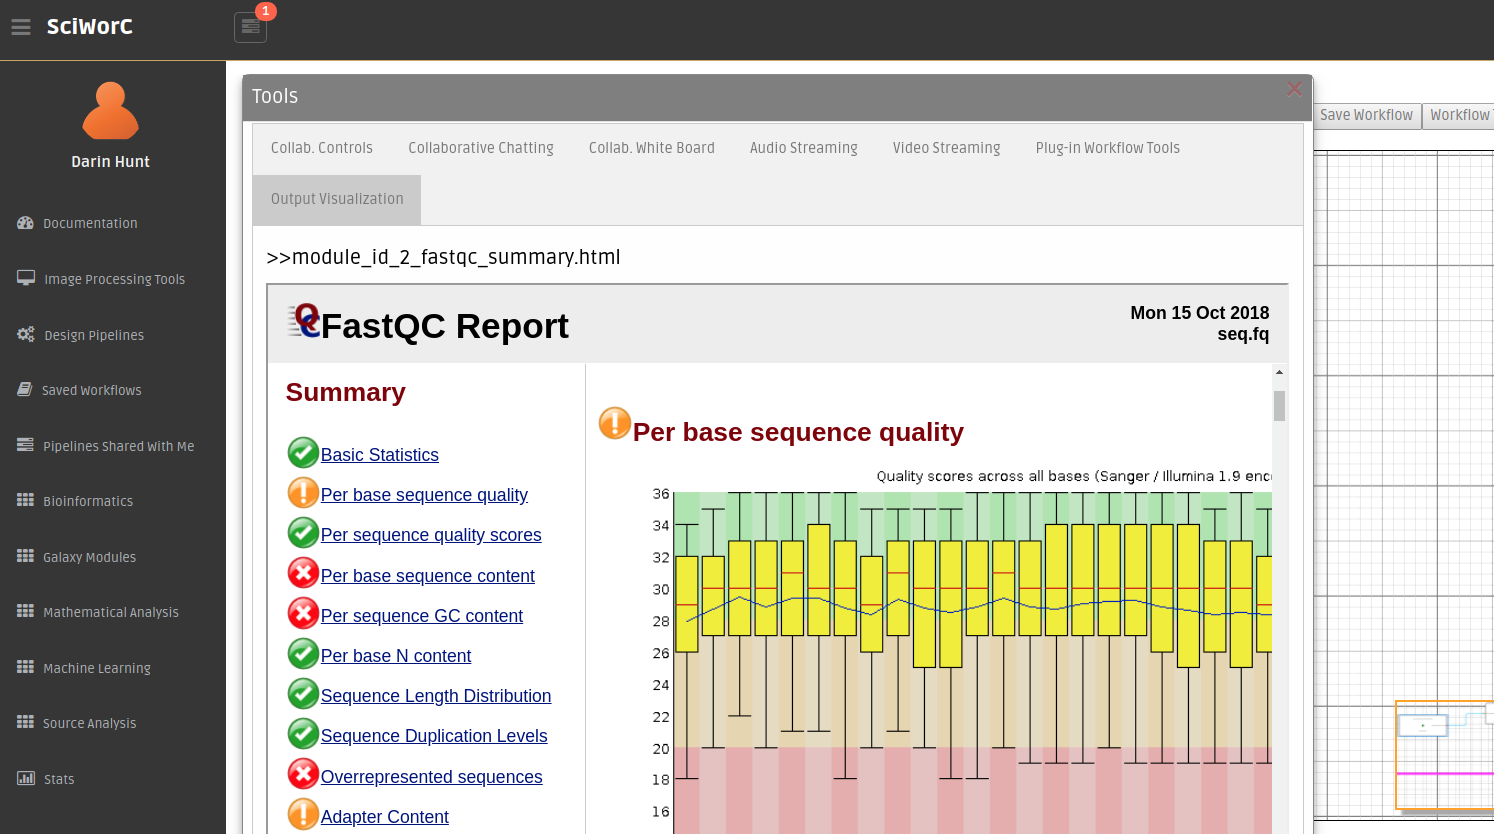 SciWorC
1
Darin Hunt
Documentation
Image Processing Tools
Design Pipelines
Saved Workflows
Pipelines Shared With Me
Bioinformatics
Galaxy Modules
Mathematical Analysis
Machine Learning
Source Analysis
Stats
Tools
Save Workflow
Workflow
Collab. Controls
Collaborative Chatting
Collab. White Board
Audio Streaming
Video Streaming
Plug-in Workflow Tools
Output Visualization
>>module_id_2_fastqc_summary.html
FastQC Report
Mon 15 Oct 2018
seq.fq
Summary
Basic Statistics
Per base sequence quality
Per sequence quality scores
Per base sequence content
Per sequence GC content
Per base N content
Sequence Length Distribution
Sequence Duplication Levels
Overrepresented sequences
Adapter Content
Per base sequence quality
Quality scores across all bases (Sanger / Illumina 1.9 enc
36
34
32
30
28
26
24
22
20
18
16